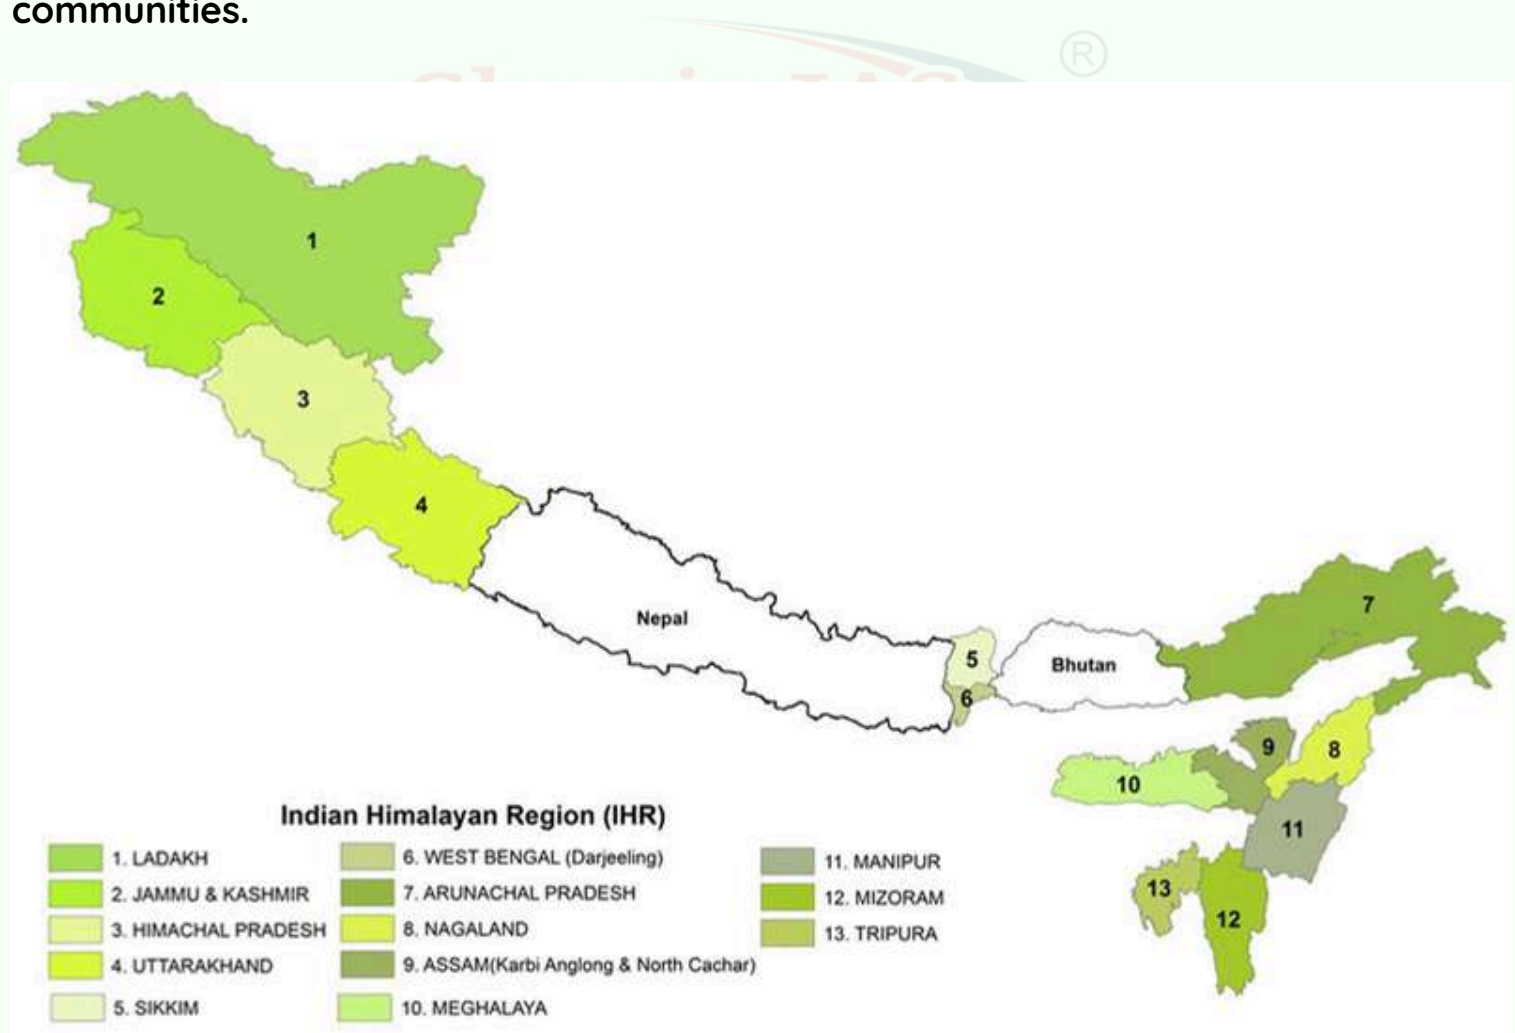 communities.
®
1
2
3
4
Nepal
5
6
Bhutan
7
8
9
10
11
12
13
Indian Himalayan Region (IHR)
1. LADAKH
2. JAMMU & KASHMIR
3. HIMACHAL PRADESH
4. UTTARAKHAND
5. SIKKIM
6. WEST BENGAL (Darjeeling)
7. ARUNACHAL PRADESH
8. NAGALAND
9. ASSAM(Karbi Anglong & North Cachar)
10. MEGHALAYA
11. MANIPUR
12. MIZORAM
13. TRIPURA